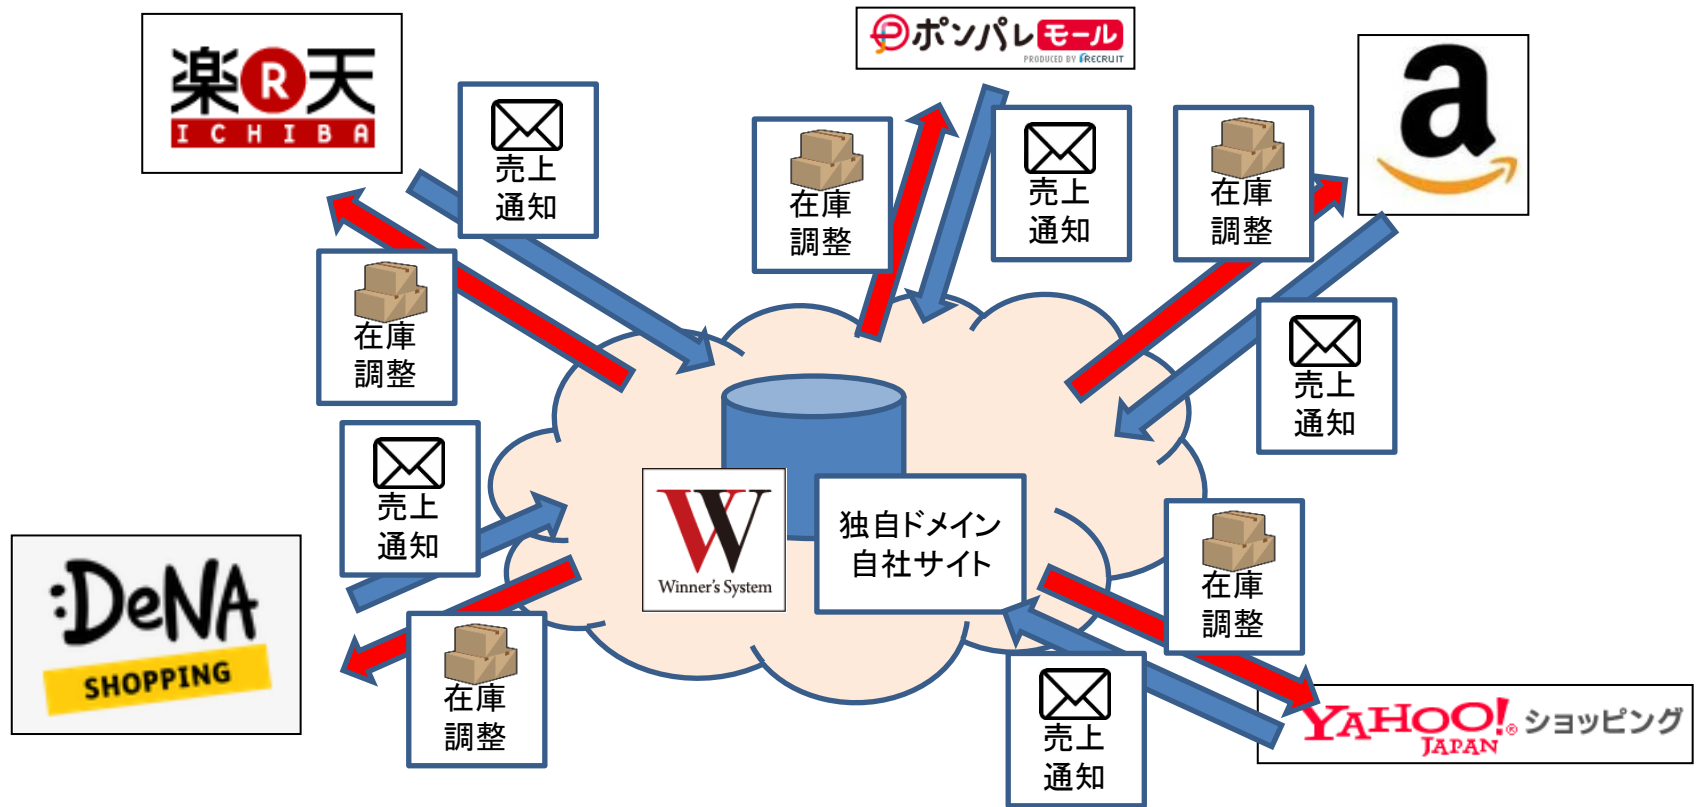 楽R天
ICHIBA
売上
通知
在庫
調整
ポンパレモール
PRODUCED BY RECRUIT
在庫
調整
売上
通知
a
在庫
調整
売上
通知
:DeNA
SHOPPING
売上
通知
在庫
調整
W
Winner's System
独自ドメイン
自社サイト
在庫
調整
売上
通知
YAHOO!® ショッピング
JAPAN